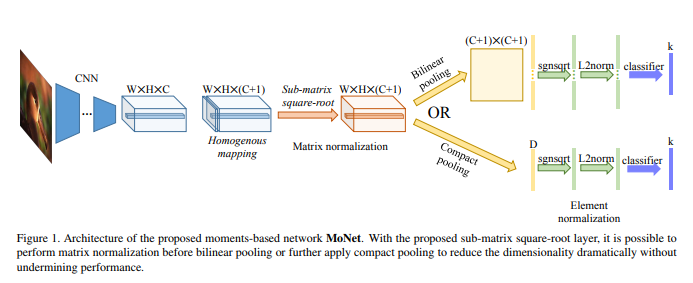 CNN
W×H×C
W×H×(C+1)
Homogenous
mapping
Sub-matrix
square-root
Matrix normalization
W×H×(C+1)
Bilinear
pooling
OR
Compact
pooling
(C+1)×(C+1)
sgnsqrt
L2norm
classifier
k
D
sgnsqrt
L2norm
classifier
k
Element
normalization
Figure 1. Architecture of the proposed moments-based network MoNet. With the proposed sub-matrix square-root layer, it is possible to
perform matrix normalization before bilinear pooling or further apply compact pooling to reduce the dimensionality dramatically without
undermining performance.